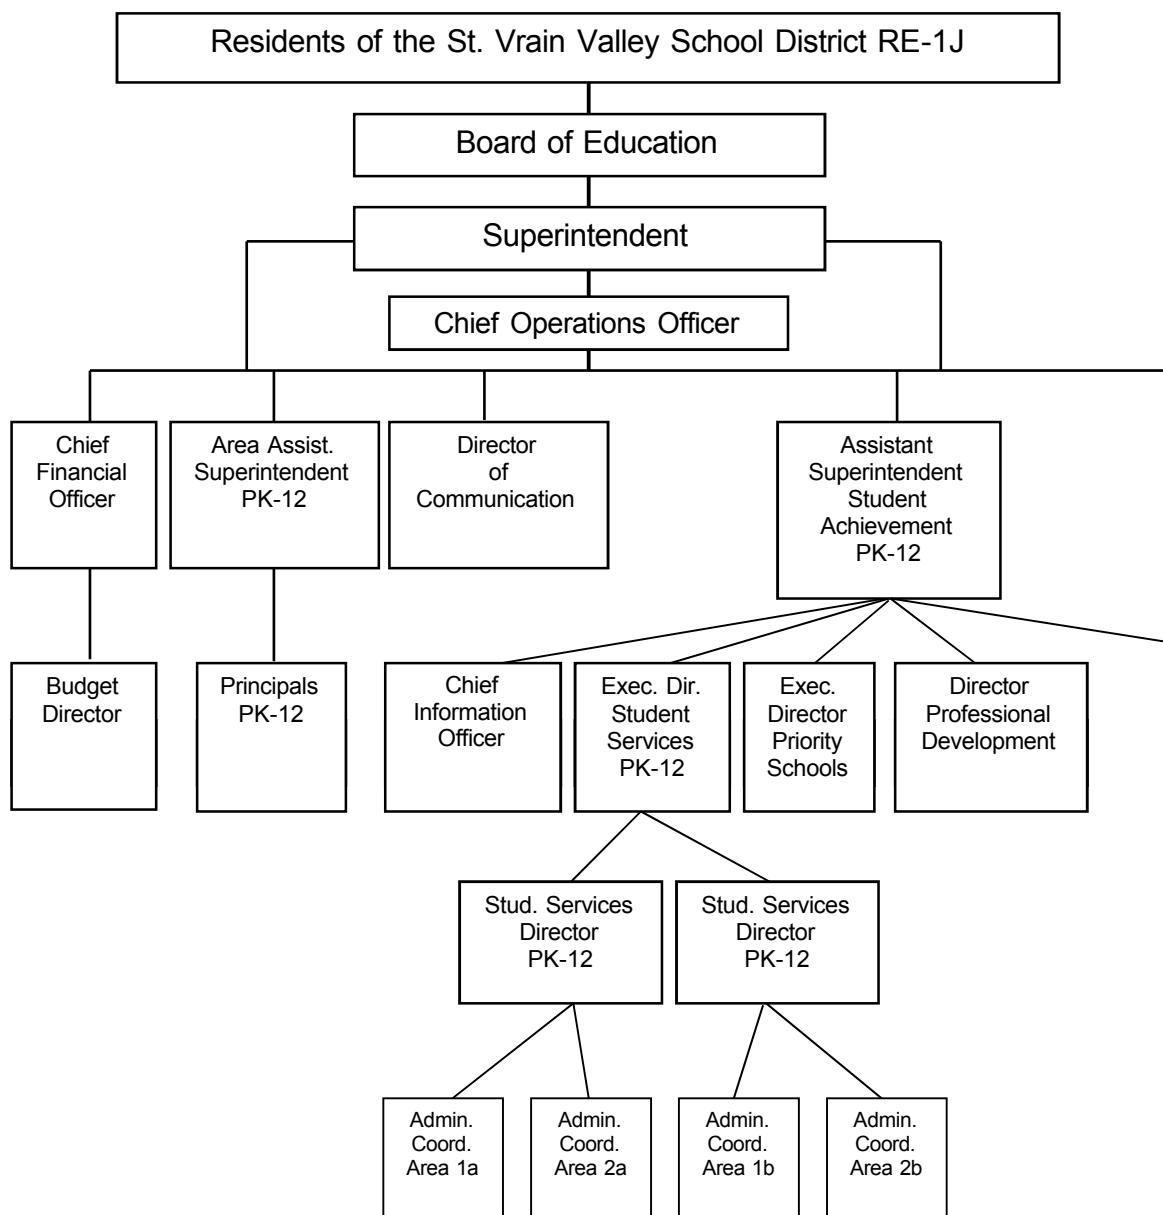 Residents of the St. Vrain Valley School District RE-1J
Board of Education
Superintendent
Chief Operations Officer
Chief
Financial
Officer
Area Assist.
Superintendent
PK-12
Director
of
Communication
Assistant
Superintendent
Student
Achievement
PK-12
Budget
Director
Principals
PK-12
Chief
Information
Officer
Exec. Dir.
Student
Services
PK-12
Exec.
Director
Priority
Schools
Director
Professional
Development
Stud. Services
Director
PK-12
Stud. Services
Director
PK-12
Admin.
Coord.
Area 1a
Admin.
Coord.
Area 2a
Admin.
Coord.
Area 1b
Admin.
Coord.
Area 2b